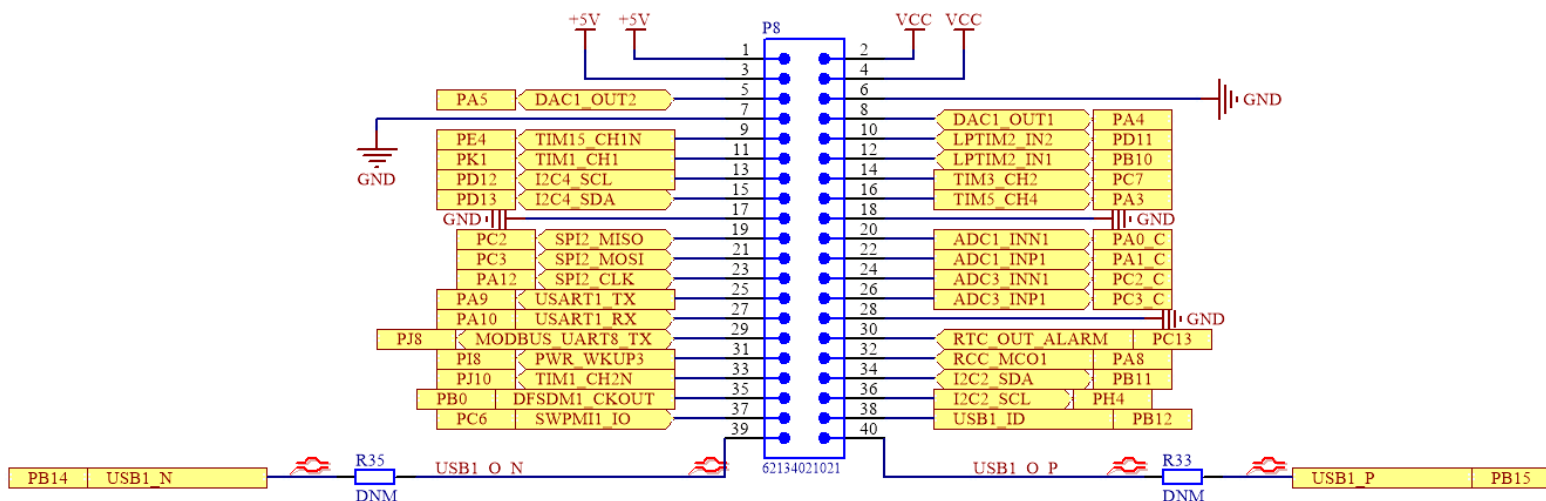 +5V +5V P8 VCC VCC
1 2
3 4
PA5 DAC1_OUT2 5 6 GND
7 8 DAC1_OUT1 PA4
PE4 TIM15_CH1N 9 10 LPTIM2_IN2 PD11
PK1 TIM1_CH1 11 12 LPTIM2_IN1 PB10
GND PD12 I2C4_SCL 13 14 TIM3_CH2 PC7
PD13 I2C4_SDA 15 16 TIM5_CH4 PA3
GND 17 18 GND
PC2 SPI2_MISO 19 20 ADC1_INN1 PA0_C
PC3 SPI2_MOSI 21 22 ADC1_INP1 PA1_C
PA12 SPI2_CLK 23 24 ADC3_INN1 PC2_C
PA9 USART1_TX 25 26 ADC3_INP1 PC3_C
PA10 USART1_RX 27 28 GND
PJ8 MODBUS_UART8_TX 29 30 RTC_OUT_ALARM PC13
PI8 PWR_WKUP3 31 32 RCC_MCO1 PA8
PJ10 TIM1_CH2N 33 34 I2C2_SDA PB11
PB0 DFSDM1_CKOUT 35 36 I2C2_SCL PH4
PC6 SWPMI1_IO 37 38 USB1_ID PB12
39 40
R35 USB1_O_N 62134021021 USB1_O_P R33
PB14 USB1_N USB1_P PB15
DNM DNM